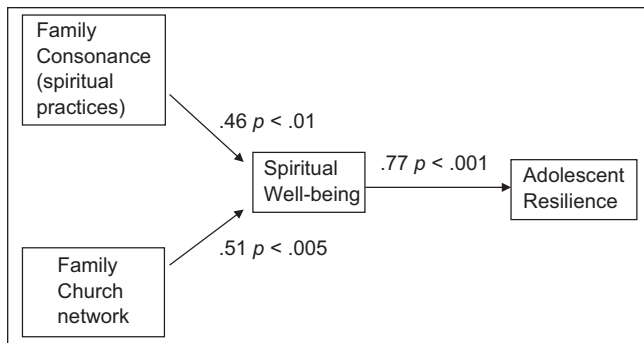 Family
Consonance
(spiritual
practices)
.46 p < .01
Spiritual
Well-being
.77 p < .001
Adolescent
Resilience
.51 p < .005
Family
Church
network